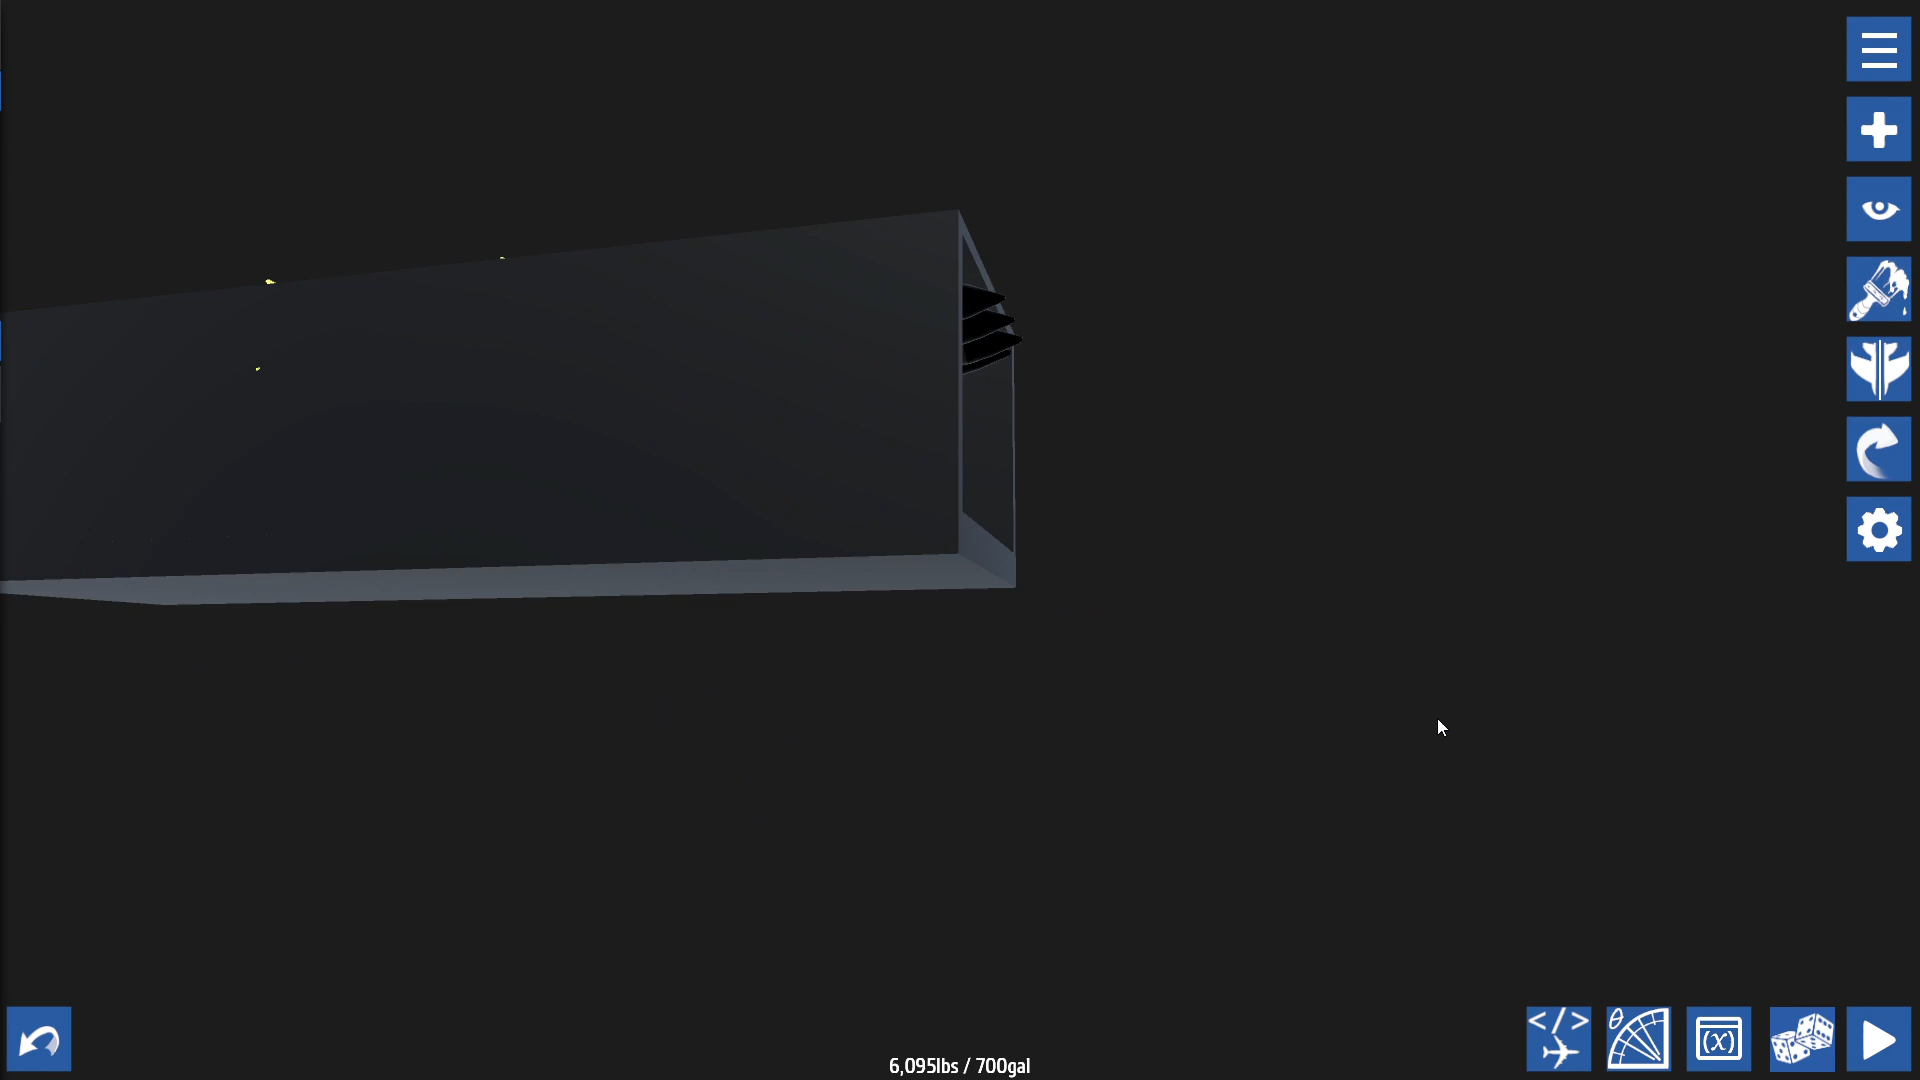 </>
θ
(x)
6,095lbs / 700gal